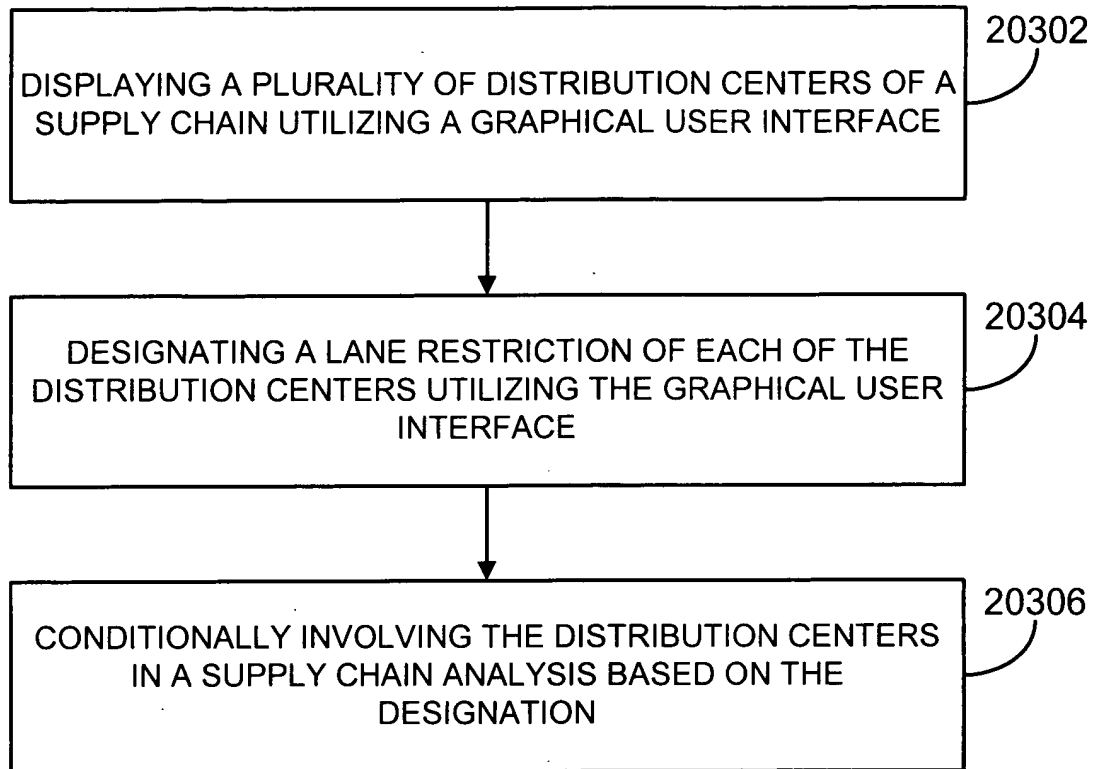 20302
DISPLAYING A PLURALITY OF DISTRIBUTION CENTERS OF A
SUPPLY CHAIN UTILIZING A GRAPHICAL USER INTERFACE
20304
DESIGNATING A LANE RESTRICTION OF EACH OF THE
DISTRIBUTION CENTERS UTILIZING THE GRAPHICAL USER
INTERFACE
20306
CONDITIONALLY INVOLVING THE DISTRIBUTION CENTERS
IN A SUPPLY CHAIN ANALYSIS BASED ON THE
DESIGNATION